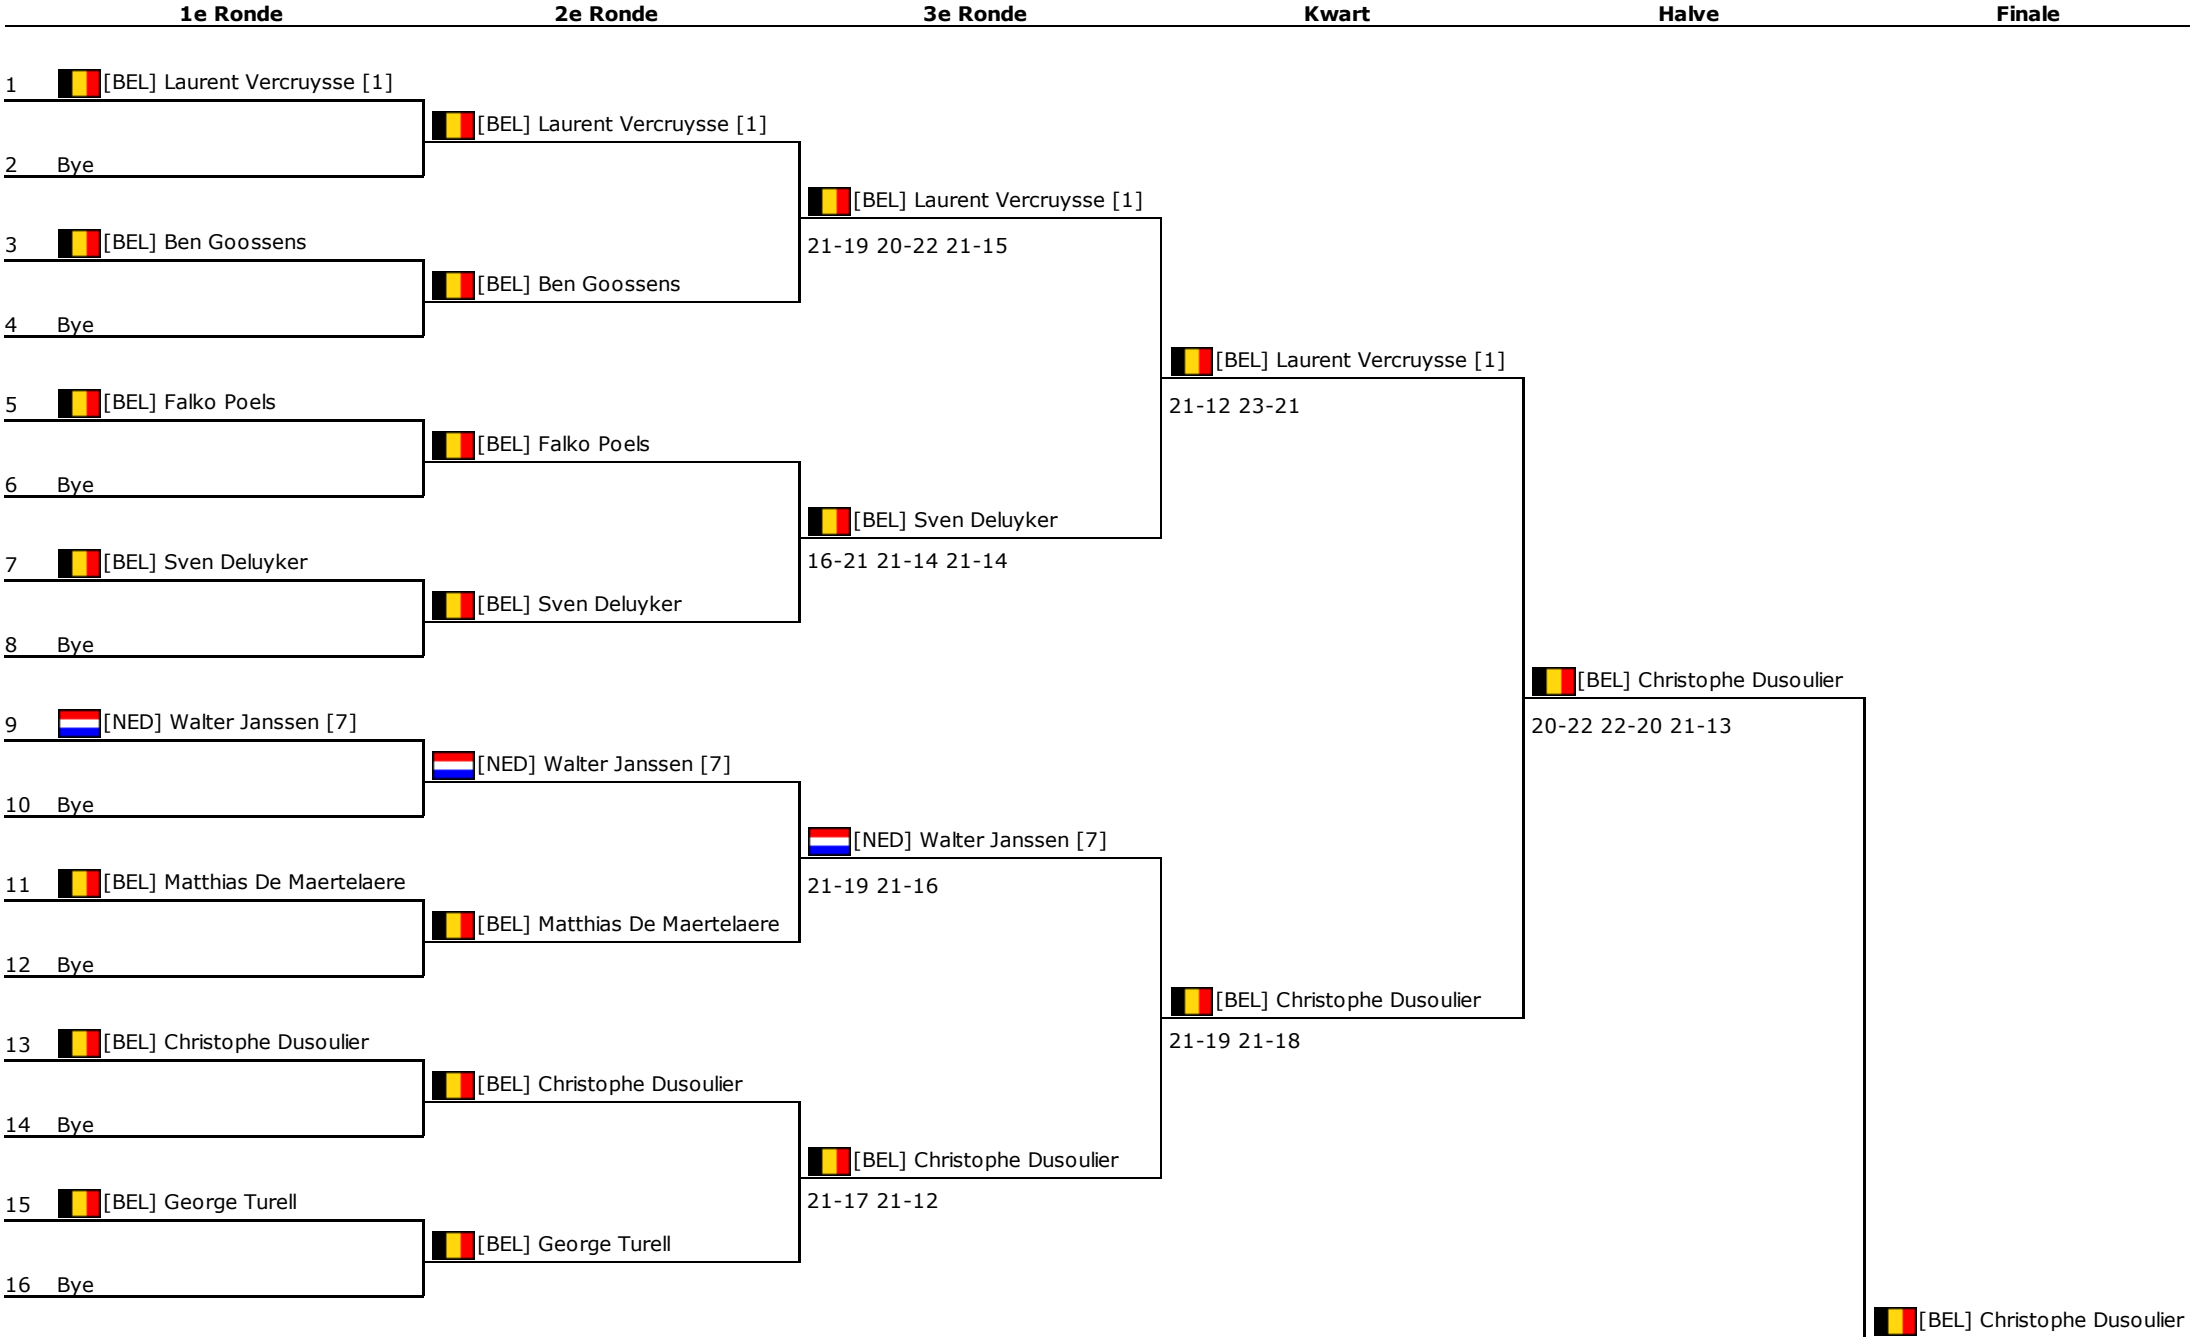 1e Ronde 2e Ronde 3e Ronde Kwart Halve Finale
1 [BEL] Laurent Vercruysse [1]
[BEL] Laurent Vercruysse [1]
2 Bye
[BEL] Laurent Vercruysse [1]
3 [BEL] Ben Goossens
21-19 20-22 21-15
[BEL] Ben Goossens
4 Bye
[BEL] Laurent Vercruysse [1]
5 [BEL] Falko Poels
21-12 23-21
[BEL] Falko Poels
6 Bye
[BEL] Sven Deluyker
7 [BEL] Sven Deluyker
16-21 21-14 21-14
[BEL] Sven Deluyker
8 Bye
[BEL] Christophe Dusoulier
9 [NED] Walter Janssen [7]
20-22 22-20 21-13
[NED] Walter Janssen [7]
10 Bye
[NED] Walter Janssen [7]
11 [BEL] Matthias De Maertelaere
21-19 21-16
[BEL] Matthias De Maertelaere
12 Bye
[BEL] Christophe Dusoulier
13 [BEL] Christophe Dusoulier
21-19 21-18
[BEL] Christophe Dusoulier
14 Bye
[BEL] Christophe Dusoulier
15 [BEL] George Turell
21-17 21-12
[BEL] George Turell
16 Bye
[BEL] Christophe Dusoulier